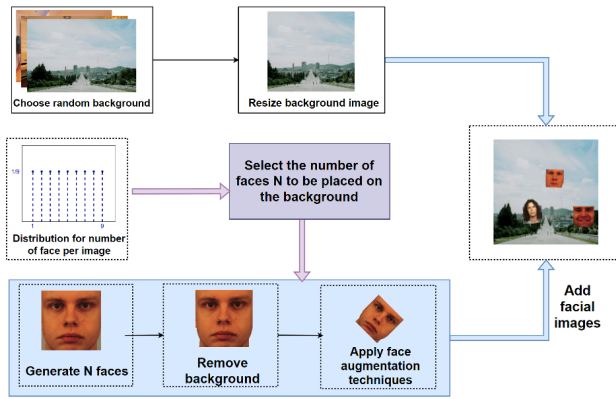 Choose random background
Resize background image
1/9
1
9
Distribution for number
of face per image
Select the number of
faces N to be placed on
the background
Generate N faces
Remove
background
Apply face
augmentation
techniques
Add
facial
images